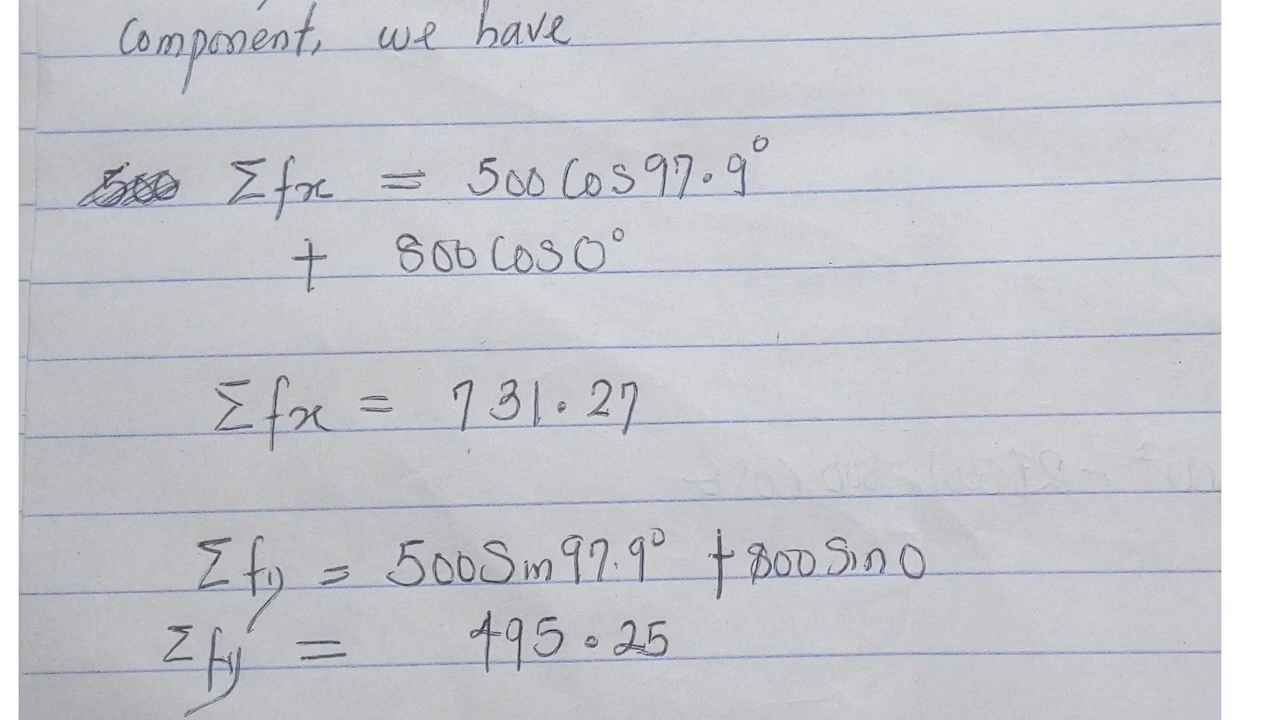 Component, we have
Σfx = 500 Cos 97.9°
+ 800 Cos 0°
Σfx = 731.27
Σfy = 500 Sin 97.9° + 800 Sin 0
Σfy = 495.25